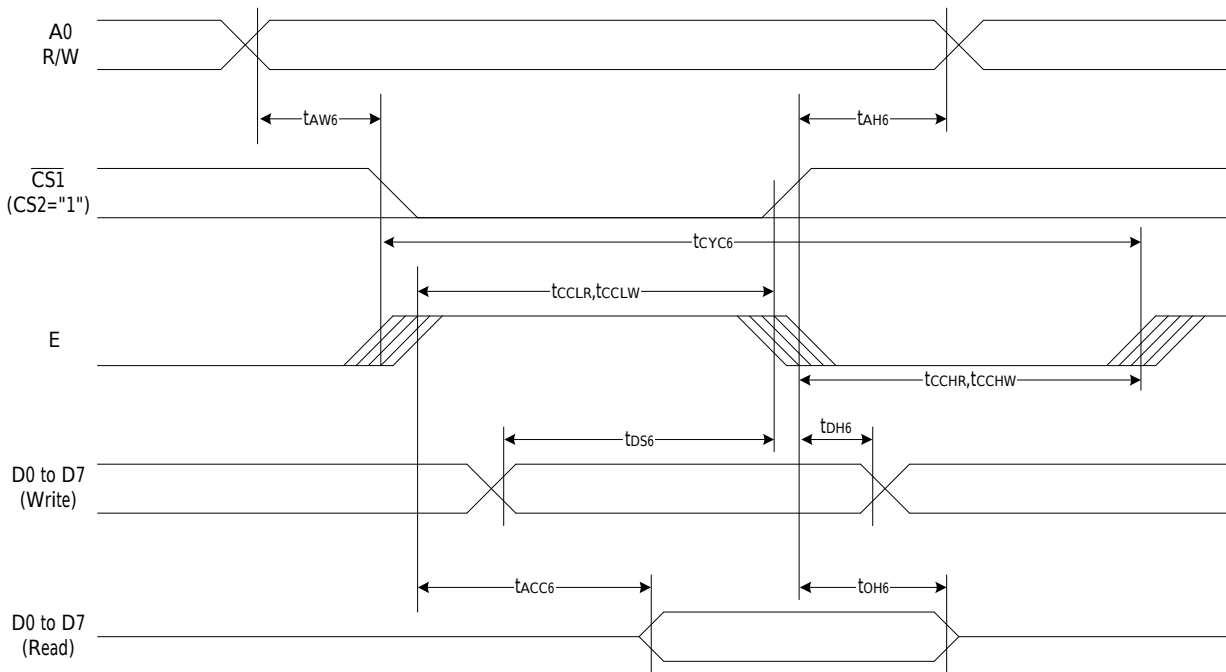 A0
R/W
tAW6
tAH6
CS1
(CS2="1")
tCYC6
tCCLR,tCCLW
E
tCCHR,tCCHW
tDS6
tDH6
D0 to D7
(Write)
tACC6
tOH6
D0 to D7
(Read)